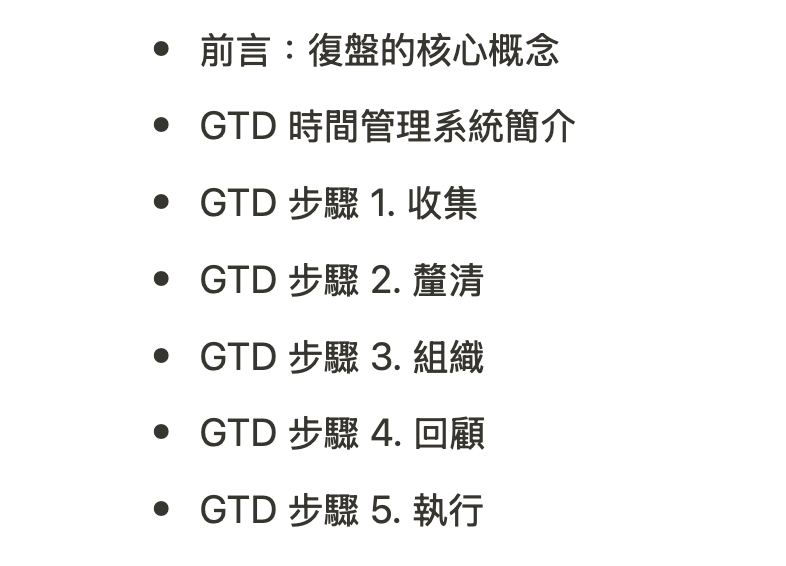 • 前言：復盤的核心概念
• GTD 時間管理系統簡介
• GTD 步驟 1. 收集
• GTD 步驟 2. 釐清
• GTD 步驟 3. 組織
• GTD 步驟 4. 回顧
• GTD 步驟 5. 執行